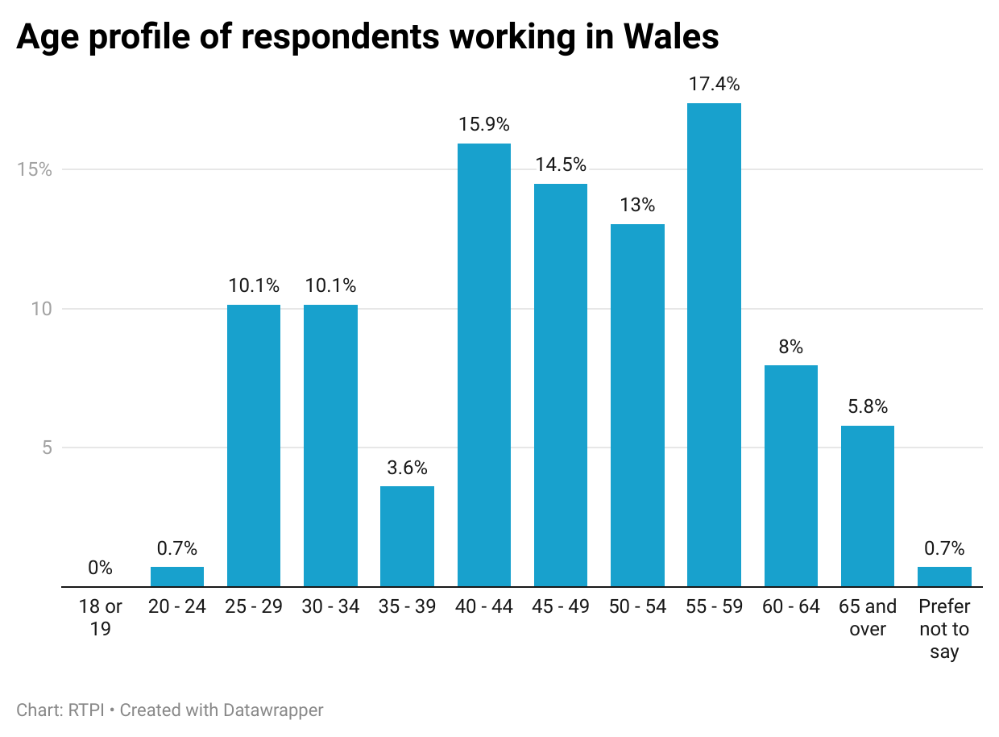 Age profile of respondents working in Wales
17.4%
15.9%
15%
14.5%
13%
10.1%
10.1%
10
8%
5.8%
5
3.6%
0.7%
0.7%
0%
18 or
19
20 - 24
25 - 29
30 - 34
35 - 39
40 - 44
45 - 49
50 - 54
55 - 59
60 - 64
65 and
over
Prefer
not to
say
Chart: RTPI • Created with Datawrapper